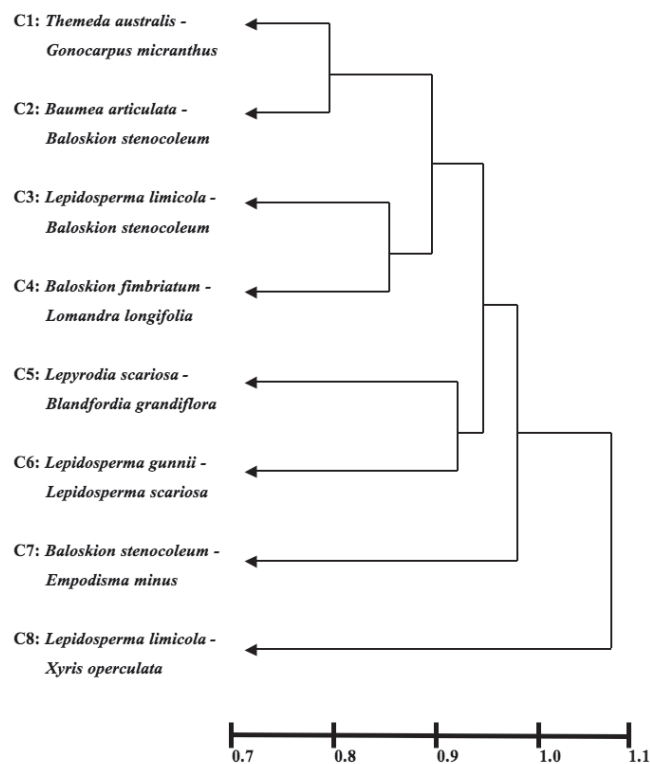 C1: Themeda australis -
Gonocarpus micranthus
C2: Baumea articulata -
Baloskion stenocoleum
C3: Lepidosperma limicola -
Baloskion stenocoleum
C4: Baloskion fimbriatum -
Lomandra longifolia
C5: Lepyrodia scariosa -
Blandfordia grandiflora
C6: Lepidosperma gunnii -
Lepidosperma scariosa
C7: Baloskion stenocoleum -
Empodisma minus
C8: Lepidosperma limicola -
Xyris operculata
0.7 0.8 0.9 1.0 1.1